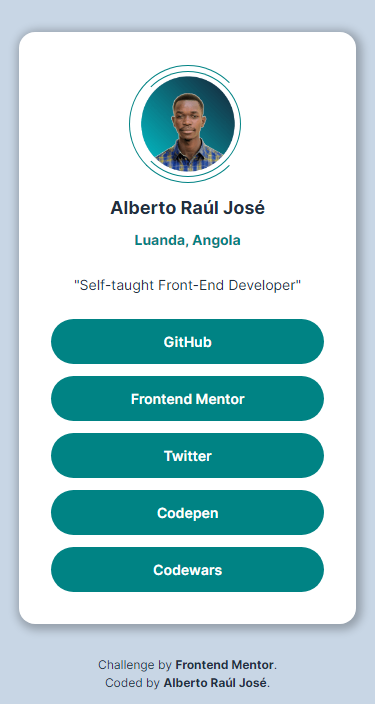 Alberto Raúl José
Luanda, Angola
"Self-taught Front-End Developer"
GitHub
Frontend Mentor
Twitter
Codepen
Codewars
Challenge by Frontend Mentor.
Coded by Alberto Raúl José.